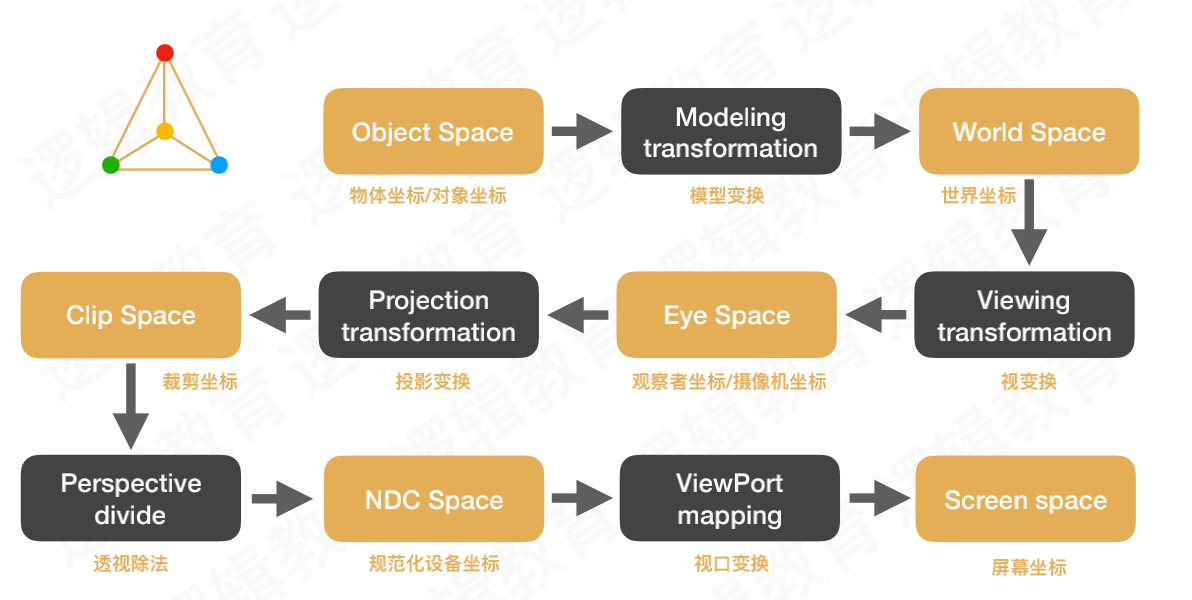 Object Space
Modeling
transformation
World Space
物体坐标/对象坐标
模型变换
世界坐标
Clip Space
Projection
transformation
Eye Space
Viewing
transformation
裁剪坐标
投影变换
观察者坐标/摄像机坐标
视变换
Perspective
divide
NDC Space
ViewPort
mapping
Screen space
透视除法
规范化设备坐标
视口变换
屏幕坐标
逻辑教育